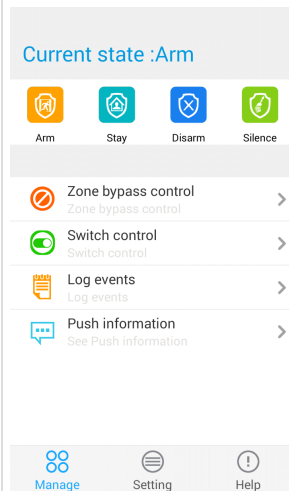 Current state :Arm
Arm Stay Disarm Silence
Zone bypass control
Zone bypass control
Switch control
Switch control
Log events
Log events
Push information
See Push information
Manage Setting Help